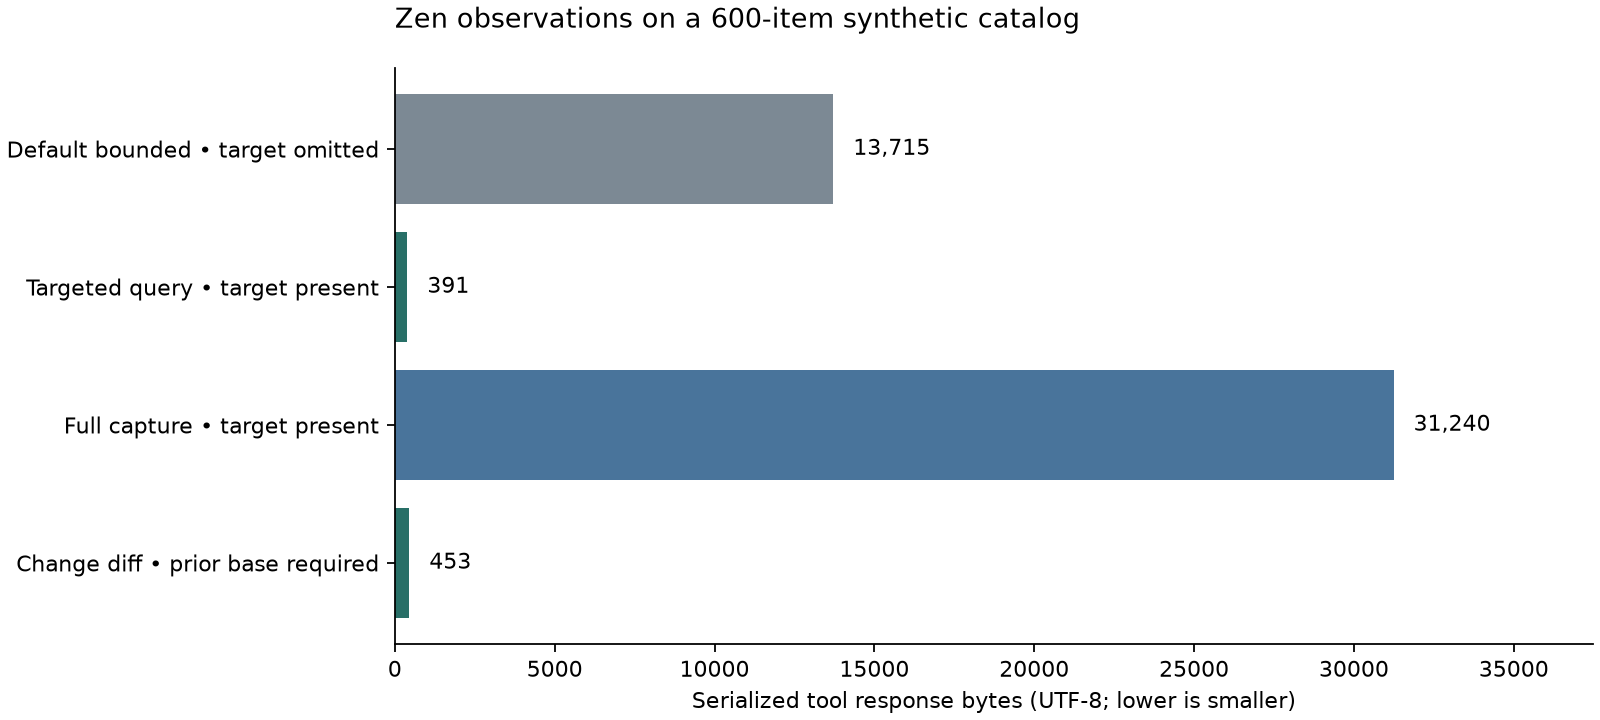 Zen observations on a 600-item synthetic catalog
Default bounded • target omitted
13,715
Targeted query • target present
391
Full capture • target present
31,240
Change diff • prior base required
453
0 5000 10000 15000 20000 25000 30000 35000
Serialized tool response bytes (UTF-8; lower is smaller)